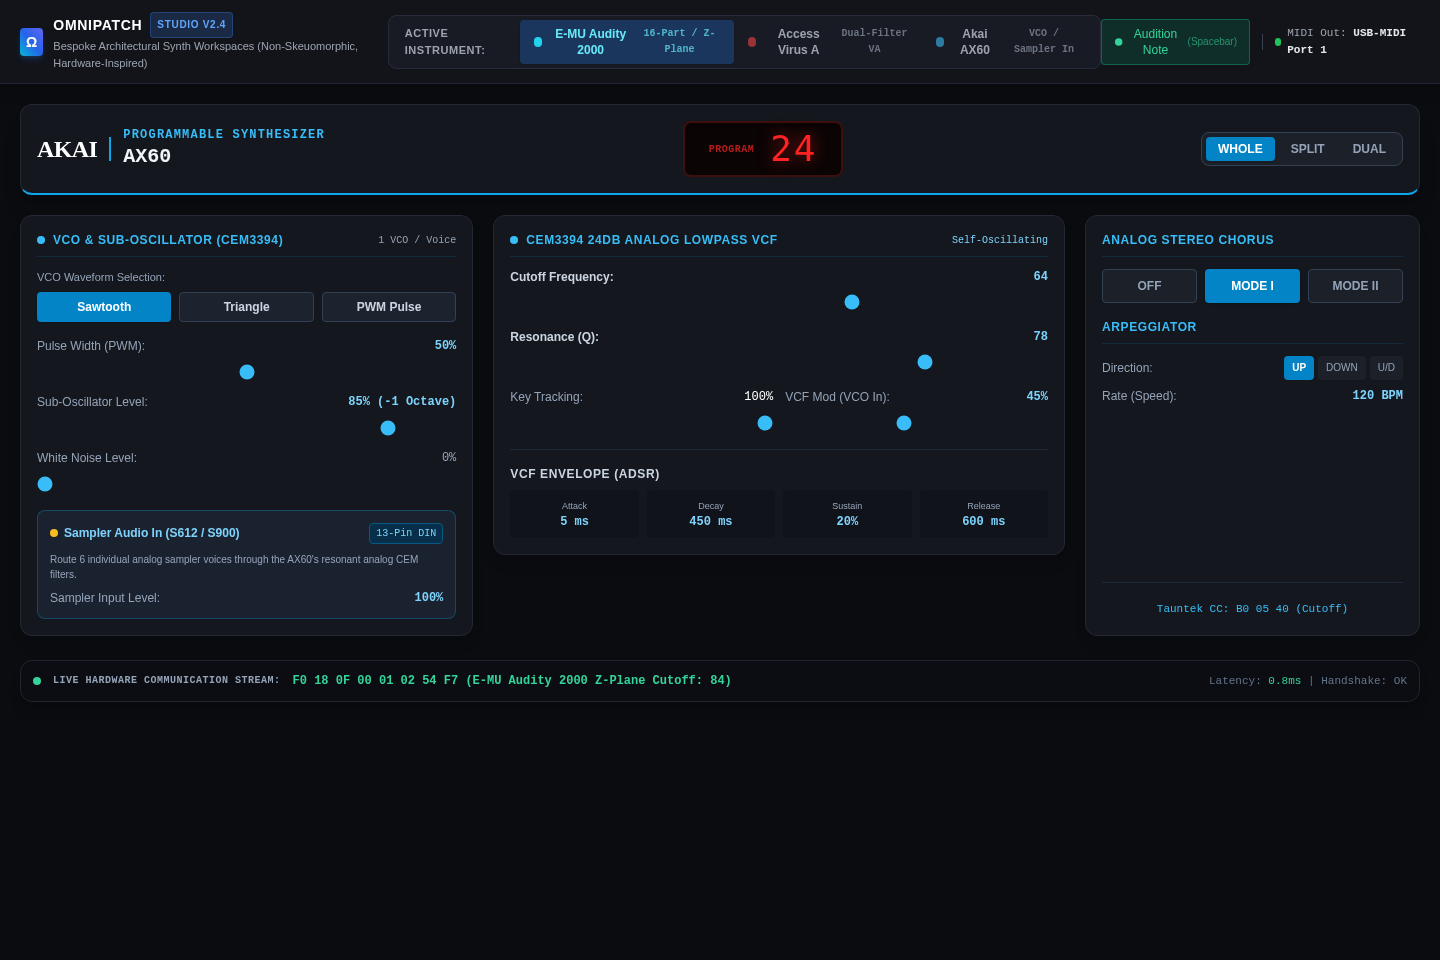 Ω
OMNIPATCH STUDIO V2.4
Bespoke Architectural Synth Workspaces (Non-Skeuomorphic,
Hardware-Inspired)
ACTIVE
INSTRUMENT:
E-MU Audity
2000
16-Part / Z-
Plane
Access
Virus A
Dual-Filter
VA
Akai
AX60
VCO /
Sampler In
Audition
Note
(Spacebar)
MIDI Out: USB-MIDI
Port 1
AKAI
PROGRAMMABLE SYNTHESIZER
AX60
PROGRAM 24
WHOLE SPLIT DUAL
VCO & SUB-OSCILLATOR (CEM3394) 1 VCO / Voice
VCO Waveform Selection:
Sawtooth Triangle PWM Pulse
Pulse Width (PWM): 50%
Sub-Oscillator Level: 85% (-1 Octave)
White Noise Level: 0%
Sampler Audio In (S612 / S900) 13-Pin DIN
Route 6 individual analog sampler voices through the AX60's resonant analog CEM
filters.
Sampler Input Level: 100%
CEM3394 24DB ANALOG LOWPASS VCF Self-Oscillating
Cutoff Frequency: 64
Resonance (Q): 78
Key Tracking: 100% VCF Mod (VCO In): 45%
VCF ENVELOPE (ADSR)
Attack Decay Sustain Release
5 ms 450 ms 20% 600 ms
ANALOG STEREO CHORUS
OFF MODE I MODE II
ARPEGGIATOR
Direction: UP DOWN U/D
Rate (Speed): 120 BPM
Tauntek CC: B0 05 40 (Cutoff)
LIVE HARDWARE COMMUNICATION STREAM: F0 18 0F 00 01 02 54 F7 (E-MU Audity 2000 Z-Plane Cutoff: 84) Latency: 0.8ms | Handshake: OK